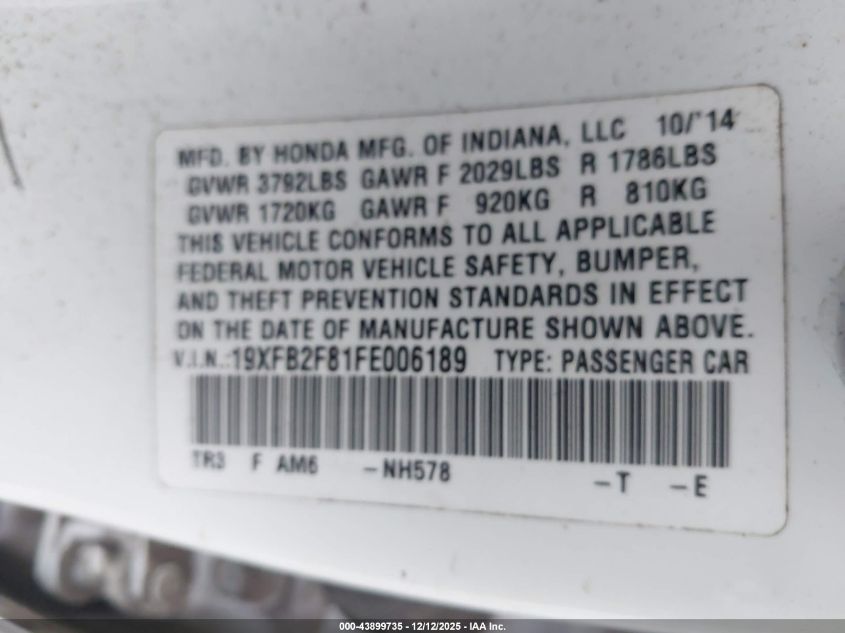 MFD. BY HONDA MFG. OF INDIANA, LLC 10/'14
GVWR 3792LBS GAWR F 2029LBS R 1786LBS
GVWR 1720KG GAWR F 920KG R 810KG
THIS VEHICLE CONFORMS TO ALL APPLICABLE
FEDERAL MOTOR VEHICLE SAFETY, BUMPER,
AND THEFT PREVENTION STANDARDS IN EFFECT
ON THE DATE OF MANUFACTURE SHOWN ABOVE.
V.I.N.:19XFB2F81FE006189 TYPE: PASSENGER CAR
TR3 F AM6 -NH578 -T -E
000-43899735 - 12/12/2025 - IAA Inc.